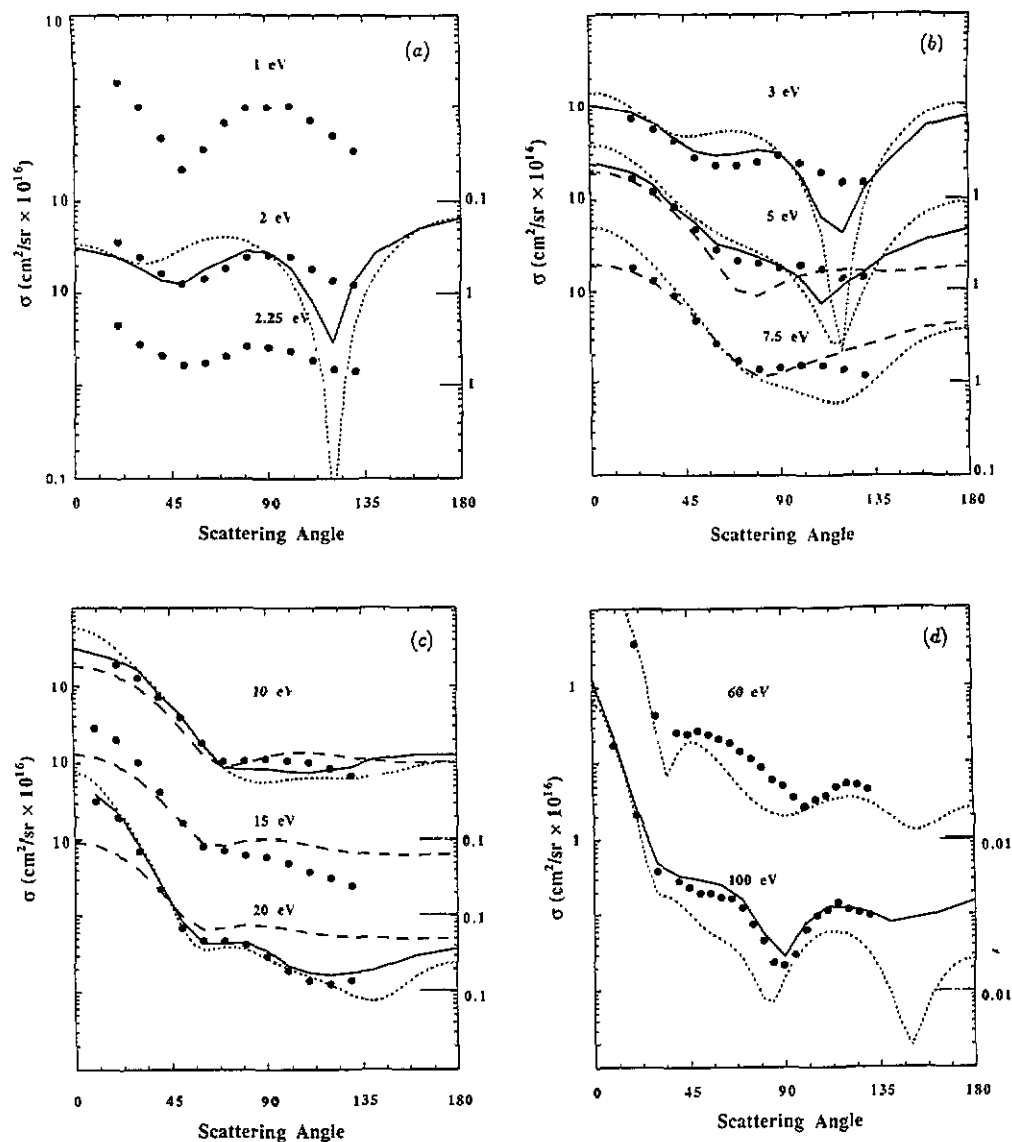 (a)
10
1 eV
σ (cm²/sr × 10¹⁶)
10
0.1
2 eV
10
1
2.25 eV
1
0.1
0 45 90 135 180
Scattering Angle
(b)
3 eV
10
σ (cm²/sr × 10¹⁶)
10
1
5 eV
10
1
7.5 eV
1
0.1
0 45 90 135 180
Scattering Angle
(c)
10
10 eV
σ (cm²/sr × 10¹⁶)
10
15 eV
0.1
10
20 eV
0.1
0.1
0 45 90 135 180
Scattering Angle
(d)
1
60 eV
σ (cm²/sr × 10¹⁶)
1
0.01
100 eV
0.01
0 45 90 135 180
Scattering Angle